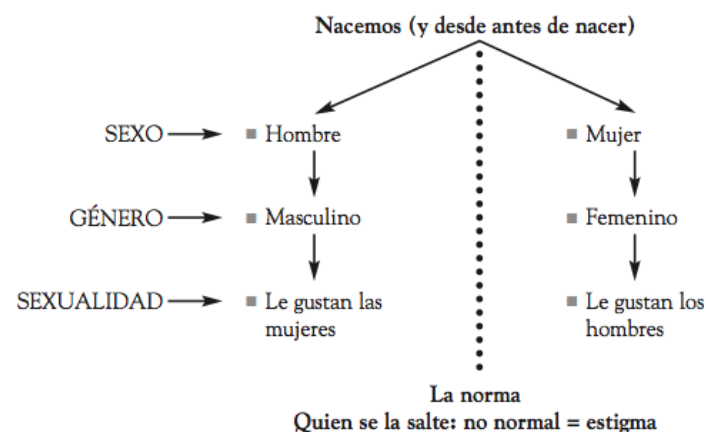 Nacemos (y desde antes de nacer)
SEXO Hombre Mujer
GÉNERO Masculino Femenino
SEXUALIDAD Le gustan las Le gustan los
mujeres hombres
La norma
Quien se la salte: no normal = estigma